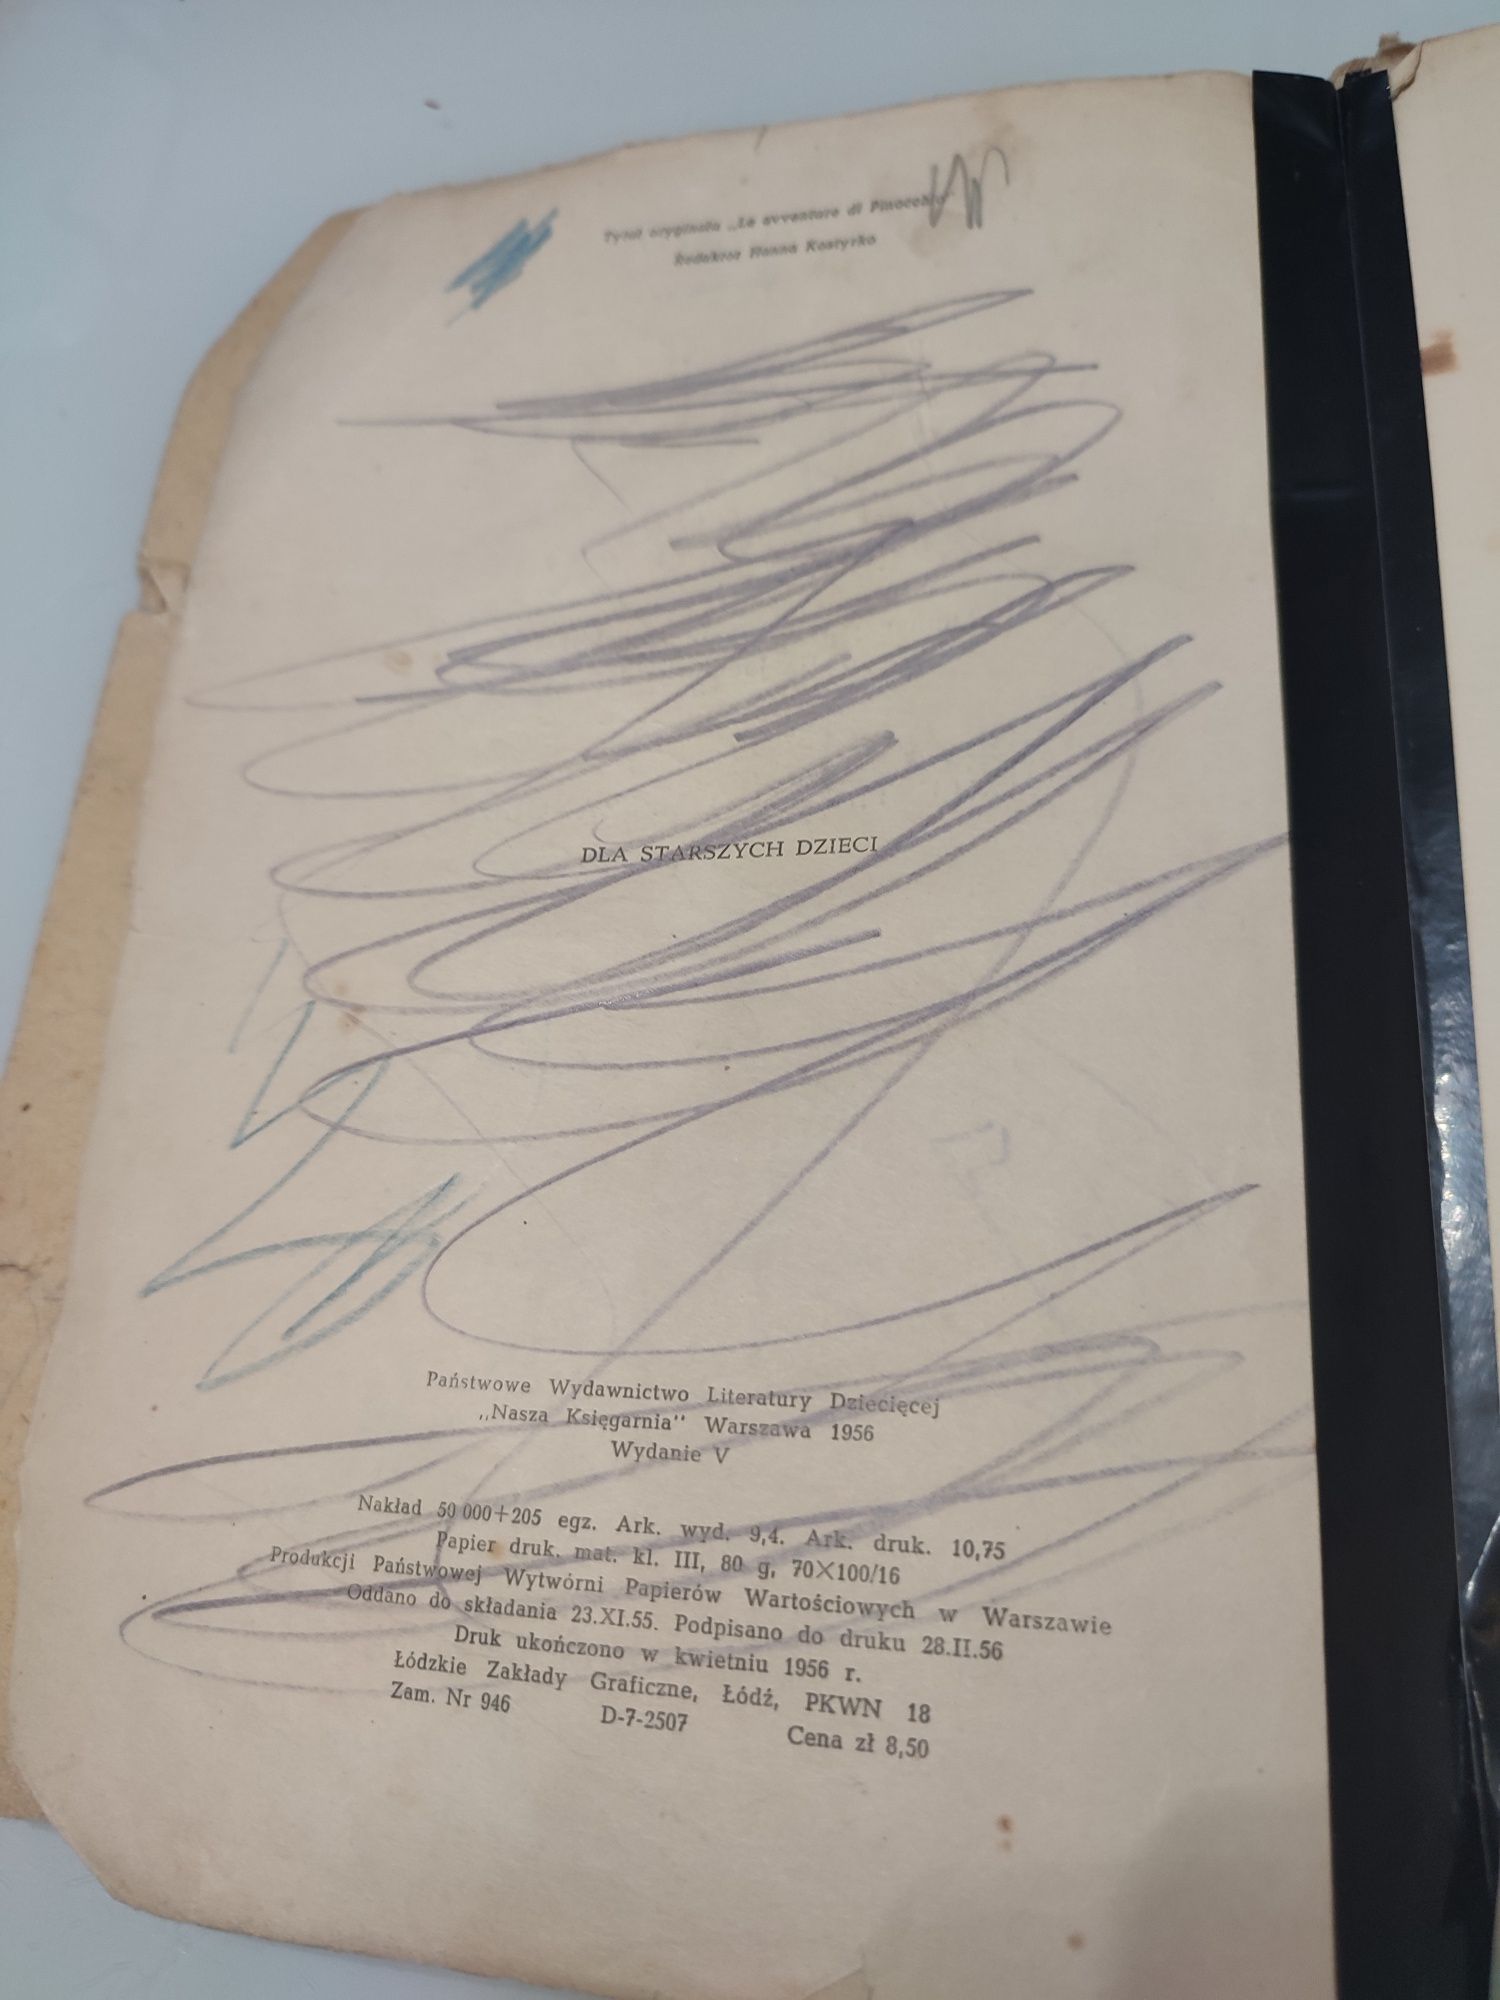 Tytuł oryginału „Le avventure di Pinocchio"
Redaktor Hanna Kostyrko
DLA STARSZYCH DZIECI
Państwowe Wydawnictwo Literatury Dziecięcej
„Nasza Księgarnia" Warszawa 1956
Wydanie V
Nakład 50 000+205 egz. Ark. wyd. 9,4. Ark. druk. 10,75
Papier druk. mat. kl. III, 80 g, 70×100/16
Produkcji Państwowej Wytwórni Papierów Wartościowych w Warszawie
Oddano do składania 23.XI.55. Podpisano do druku 28.II.56
Druk ukończono w kwietniu 1956 r.
Łódzkie Zakłady Graficzne, Łódź, PKWN 18
Zam. Nr 946 D-7-2507 Cena zł 8,50